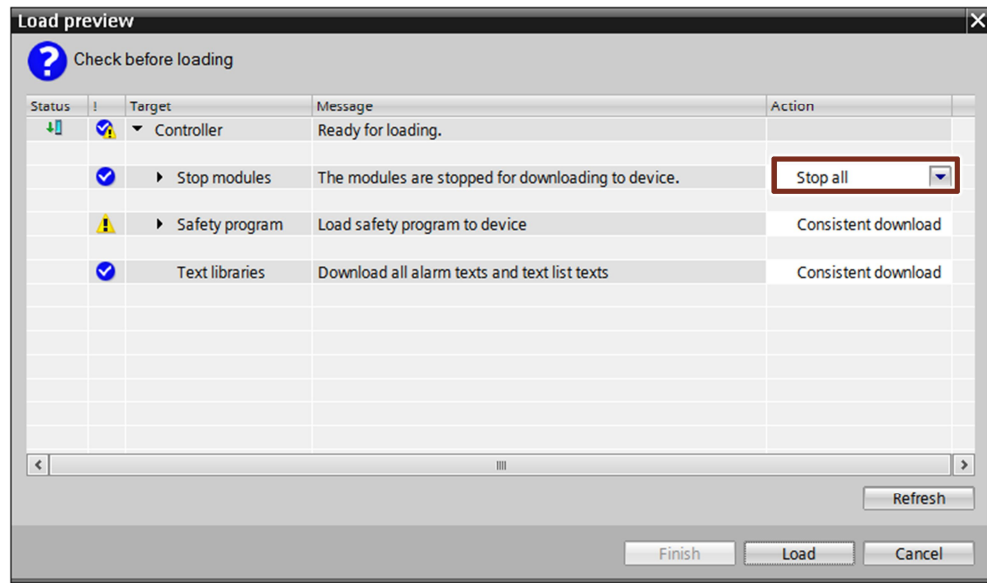 Load preview
Check before loading
Status ! Target Message Action
Controller Ready for loading.
Stop modules The modules are stopped for downloading to device. Stop all
Safety program Load safety program to device Consistent download
Text libraries Download all alarm texts and text list texts Consistent download
Refresh
Finish Load Cancel